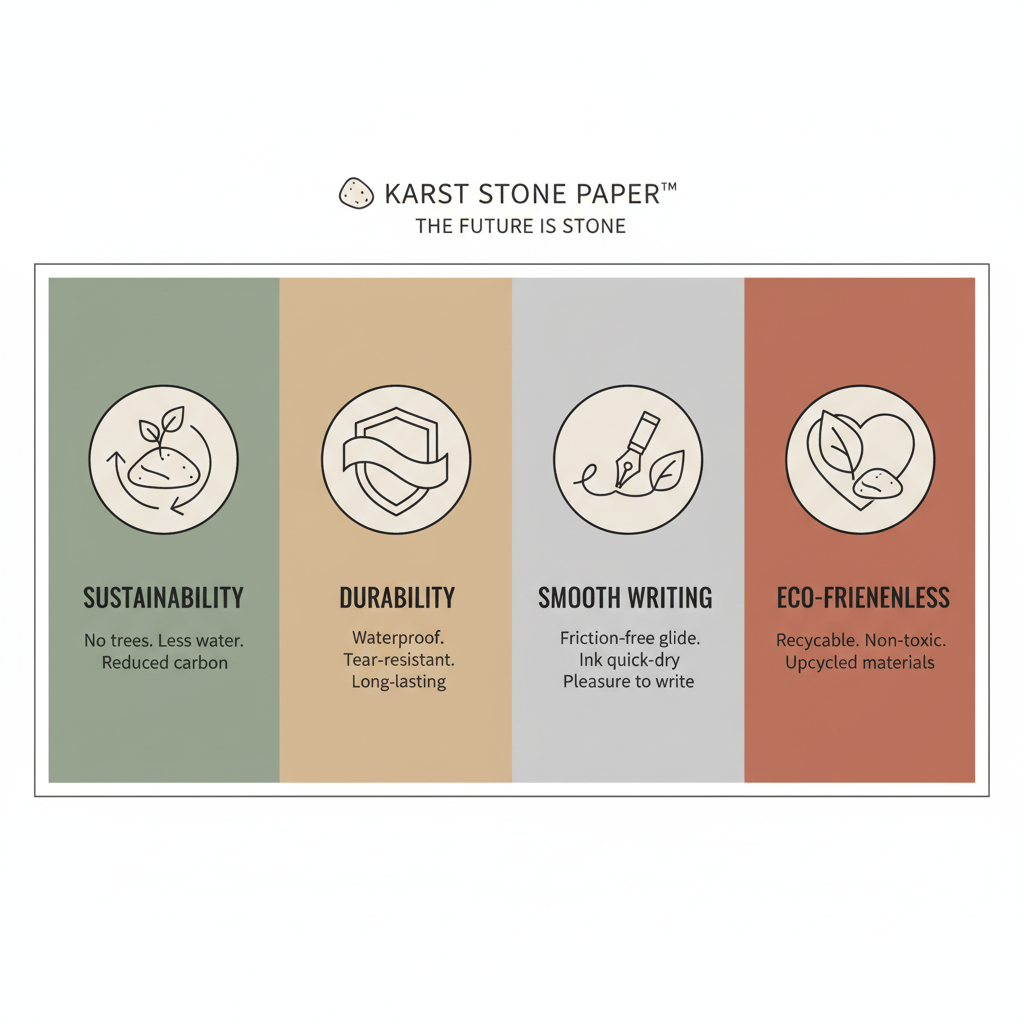 KARST STONE PAPER™
THE FUTURE IS STONE
SUSTAINABILITY
No trees. Less water.
Reduced carbon
DURABILITY
Waterproof.
Tear-resistant.
Long-lasting
SMOOTH WRITING
Friction-free glide.
Ink quick-dry
Pleasure to write
ECO-FRIENENLESS
Recycable. Non-toxic.
Upcycled materials